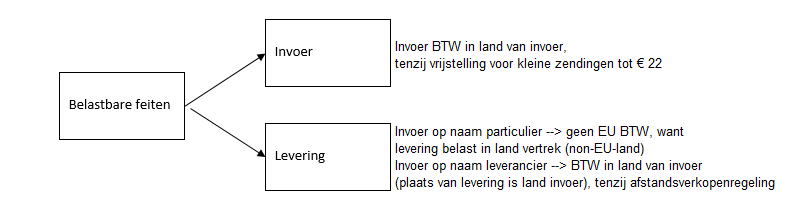 Belastbare feiten
Invoer
Invoer BTW in land van invoer,
tenzij vrijstelling voor kleine zendingen tot € 22
Levering
Invoer op naam particulier --> geen EU BTW, want
levering belast in land vertrek (non-EU-land)
Invoer op naam leverancier --> BTW in land van invoer
(plaats van levering is land invoer), tenzij afstandsverkopenregeling